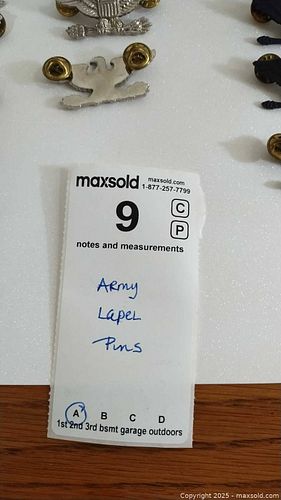 maxsold maxsold.com
1-877-257-7799
9 C
P
notes and measurements
Army
Lapel
Pins
A B C D
1st 2nd 3rd bsmt garage outdoors
Copyright 2025 - maxsold.com